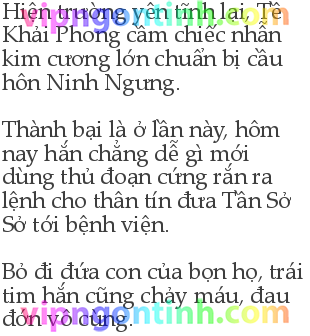 Hiện trường yên tĩnh lại. Tề
Khải Phong cầm chiếc nhẫn
kim cương lớn chuẩn bị cầu
hôn Ninh Ngưng.
Thành bại là ở lần này, hôm
nay hắn chẳng dễ gì mới
dùng thủ đoạn cứng rắn ra
lệnh cho thân tín đưa Tần Sở
Sở tới bệnh viện.
Bỏ đi đứa con của bọn họ, trái
tim hắn cũng chảy máu, đau
đớn vô cùng.
vipngontinh.com
vipngontinh.com